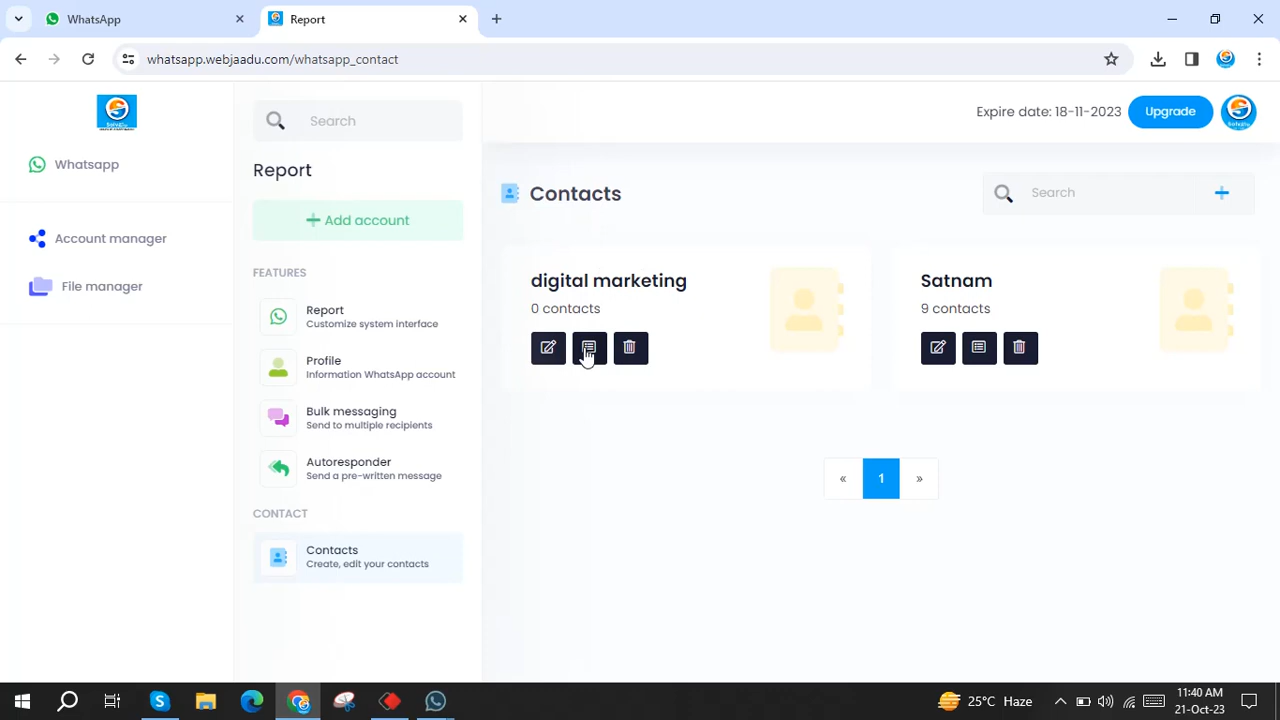 WhatsApp
Report
whatsapp.webjaadu.com/whatsapp_contact
Whatsapp
Account manager
File manager
Search
Report
Add account
FEATURES
Report
Customize system interface
Profile
Information WhatsApp account
Bulk messaging
Send to multiple recipients
Autoresponder
Send a pre-written message
CONTACT
Contacts
Create, edit your contacts
Expire date: 18-11-2023
Upgrade
Contacts
Search
digital marketing
0 contacts
Satnam
9 contacts
«
1
»
25°C Haze
11:40 AM
21-Oct-23